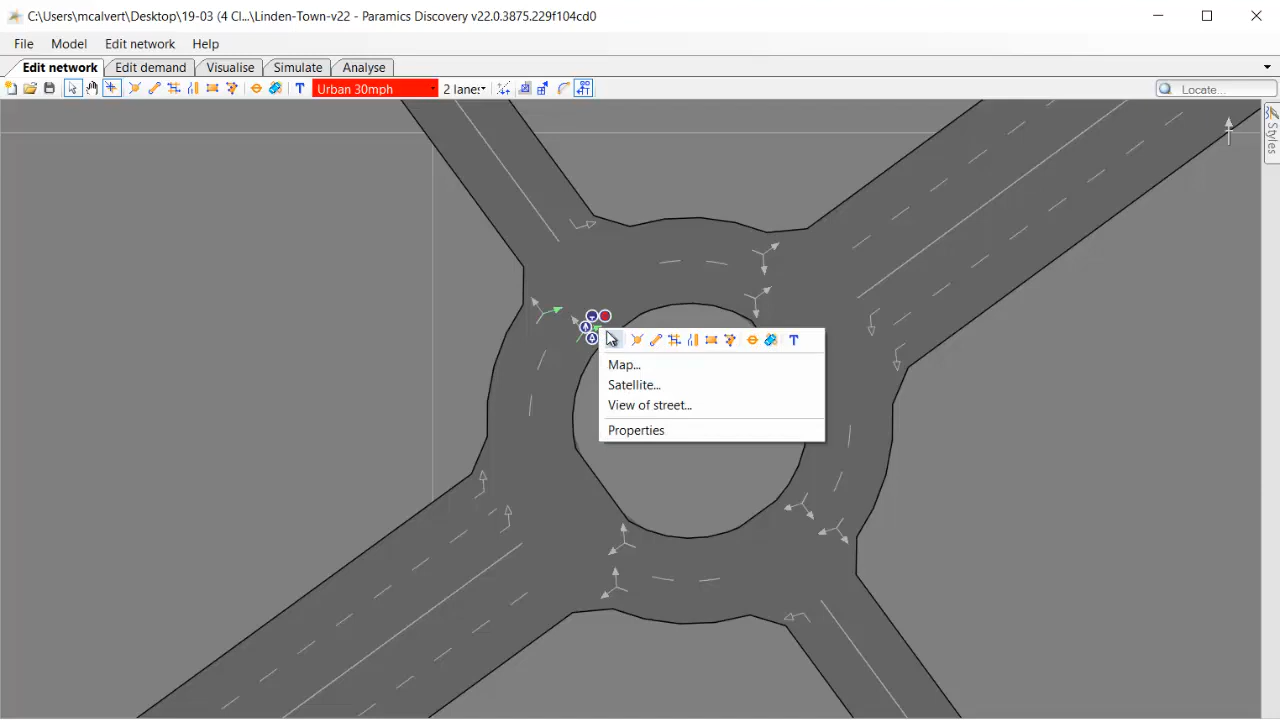 C:\Users\mcalvert\Desktop\19-03 (4 Cl...\Linden-Town-v22 - Paramics Discovery v22.0.3875.229f104cd0
File Model Edit network Help
Edit network Edit demand Visualise Simulate Analyse
T Urban 30mph 2 lanes Locate...
Styles
T
Map...
Satellite...
View of street...
Properties